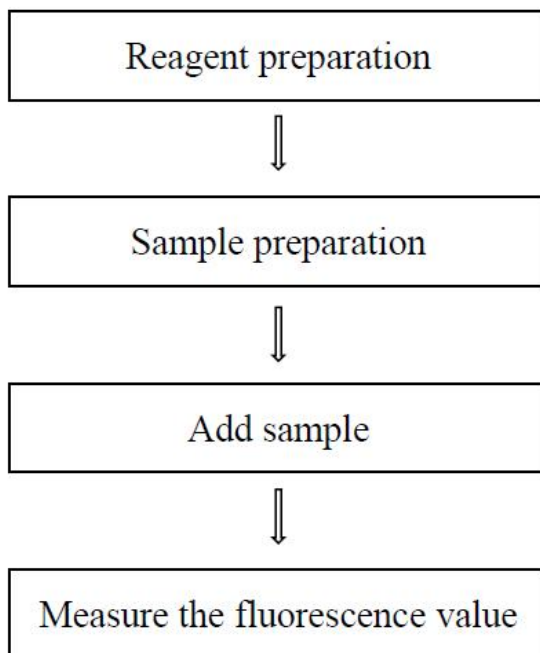 Reagent preparation
Sample preparation
Add sample
Measure the fluorescence value